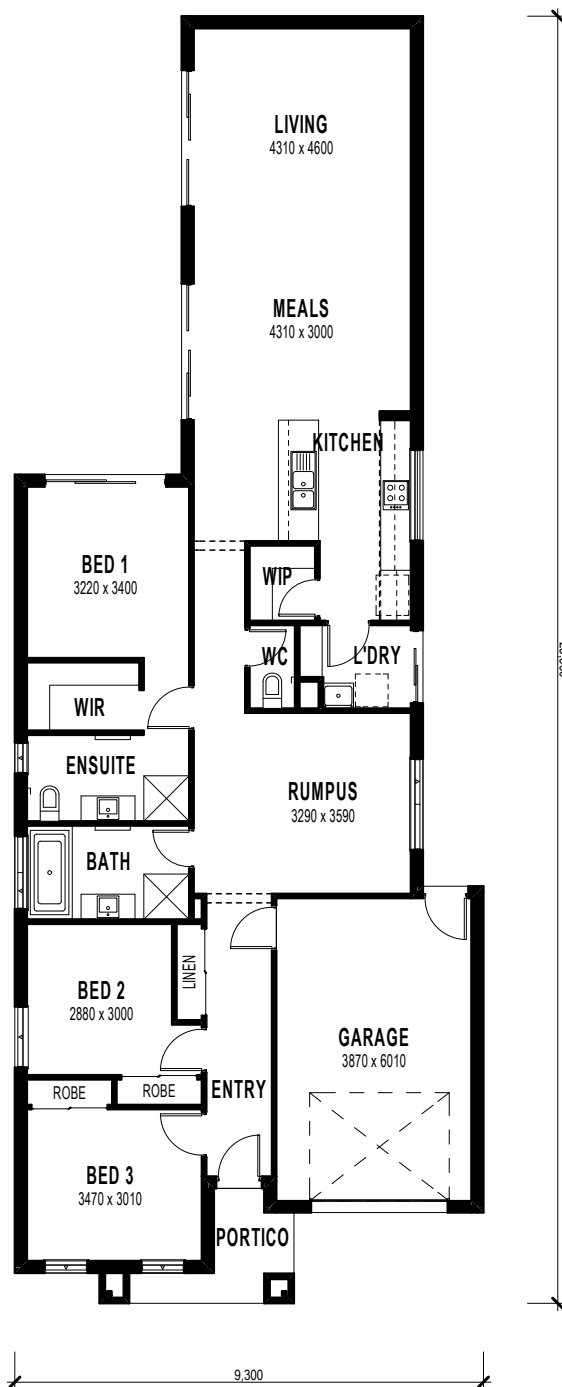 LIVING
4310 x 4600
MEALS
4310 x 3000
KITCHEN
BED 1
3220 x 3400
WIP
WC
L'DRY
WIR
ENSUITE
RUMPUS
3290 x 3590
BATH
LINEN
BED 2
2880 x 3000
GARAGE
3870 x 6010
ROBE
ROBE
ENTRY
BED 3
3470 x 3010
PORTICO
9,300